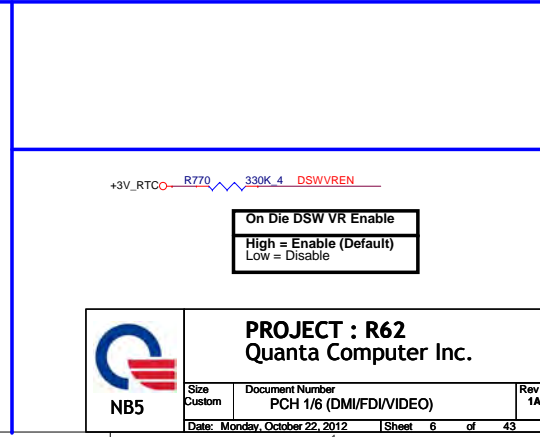 +3V_RTC R770 330K_4 DSWVREN
On Die DSW VR Enable
High = Enable (Default)
Low = Disable
PROJECT : R62
Quanta Computer Inc.
NB5
Size Document Number Rev
Custom PCH 1/6 (DMI/FDI/VIDEO) 1A
Date: Monday, October 22, 2012 Sheet 6 of 43